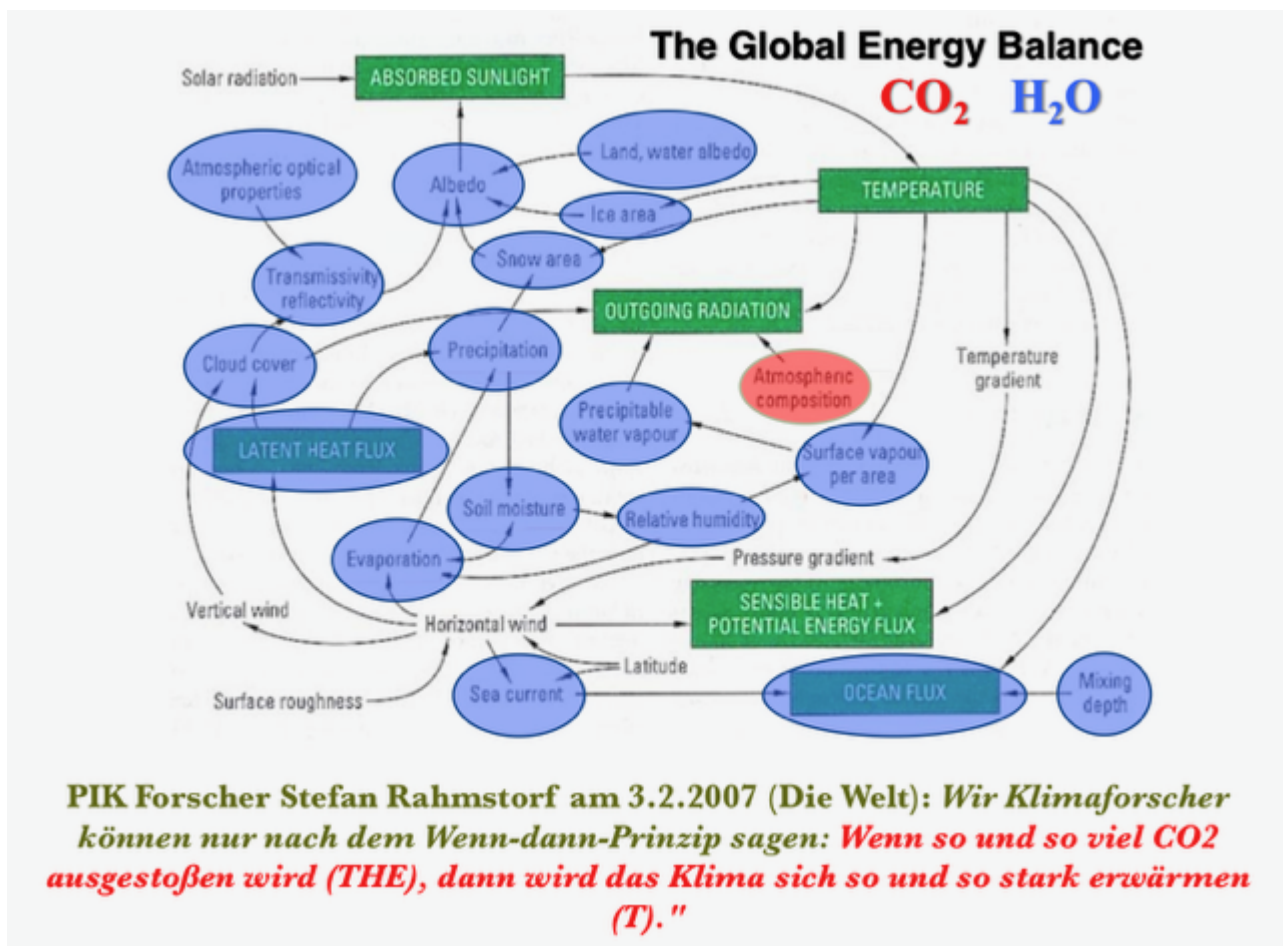 The Global Energy Balance
CO₂ H₂O
Solar radiation
ABSORBED SUNLIGHT
Atmospheric optical
properties
Albedo
Land, water albedo
TEMPERATURE
Ice area
Snow area
Transmissivity
reflectivity
OUTGOING RADIATION
Cloud cover
Precipitation
Temperature
gradient
Atmospheric
composition
Precipitable
water vapour
LATENT HEAT FLUX
Surface vapour
per area
Soil moisture
Relative humidity
Evaporation
Pressure gradient
Vertical wind
Horizontal wind
SENSIBLE HEAT +
POTENTIAL ENERGY FLUX
Latitude
Surface roughness
Sea current
OCEAN FLUX
Mixing
depth
PIK Forscher Stefan Rahmstorf am 3.2.2007 (Die Welt): Wir Klimaforscher
können nur nach dem Wenn-dann-Prinzip sagen: Wenn so und so viel CO2
ausgestoßen wird (THE), dann wird das Klima sich so und so stark erwärmen
(T)."